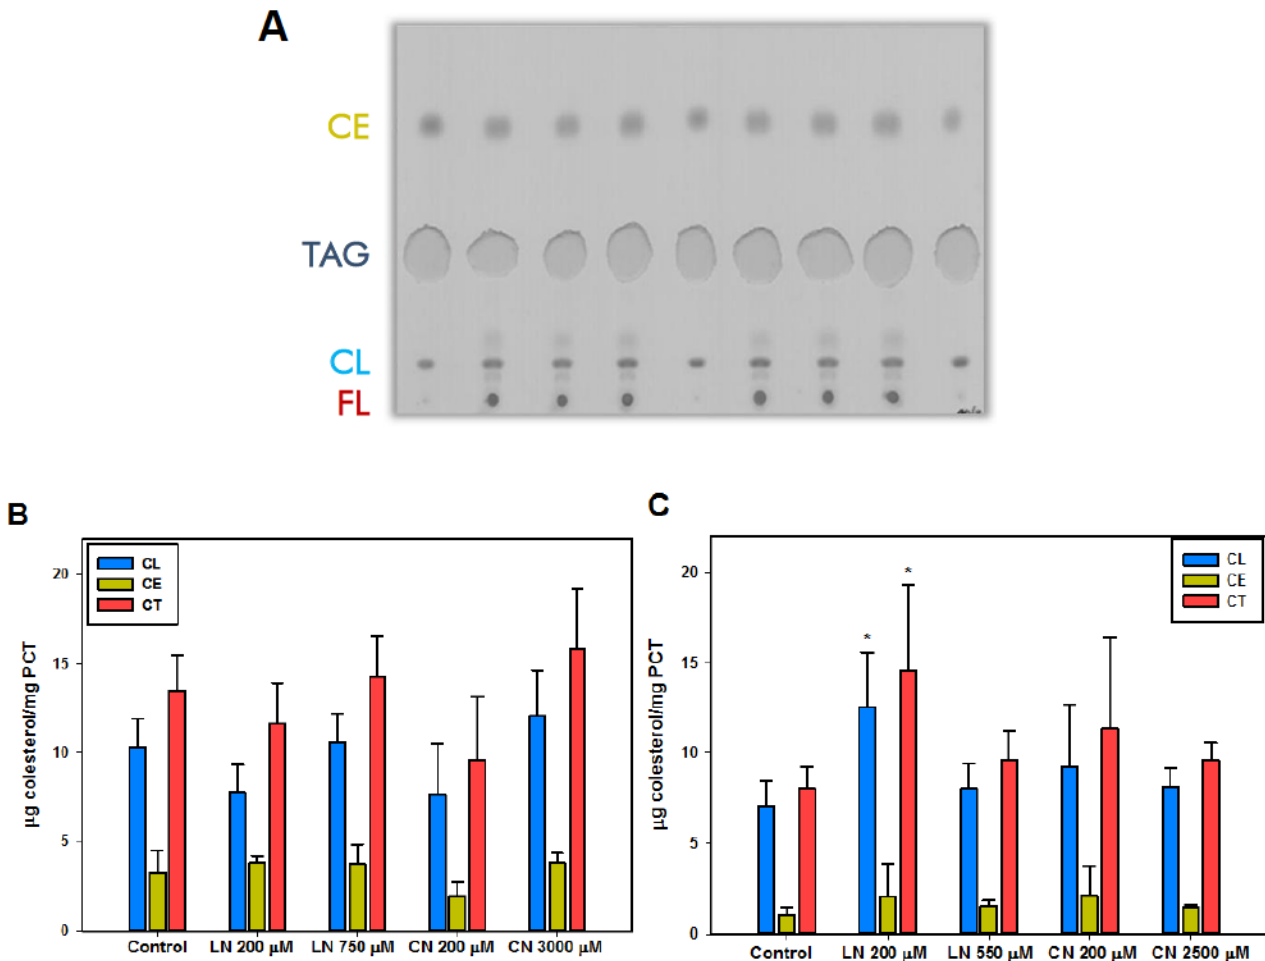 A
CE
TAG
CL
FL
B
CL
CE
CT
20
15
10
5
0
µg colesterol/mg PCT
Control LN 200 µM LN 750 µM CN 200 µM CN 3000 µM
C
CL
CE
CT
20
15
10
5
0
µg colesterol/mg PCT
* *
Control LN 200 µM LN 550 µM CN 200 µM CN 2500 µM